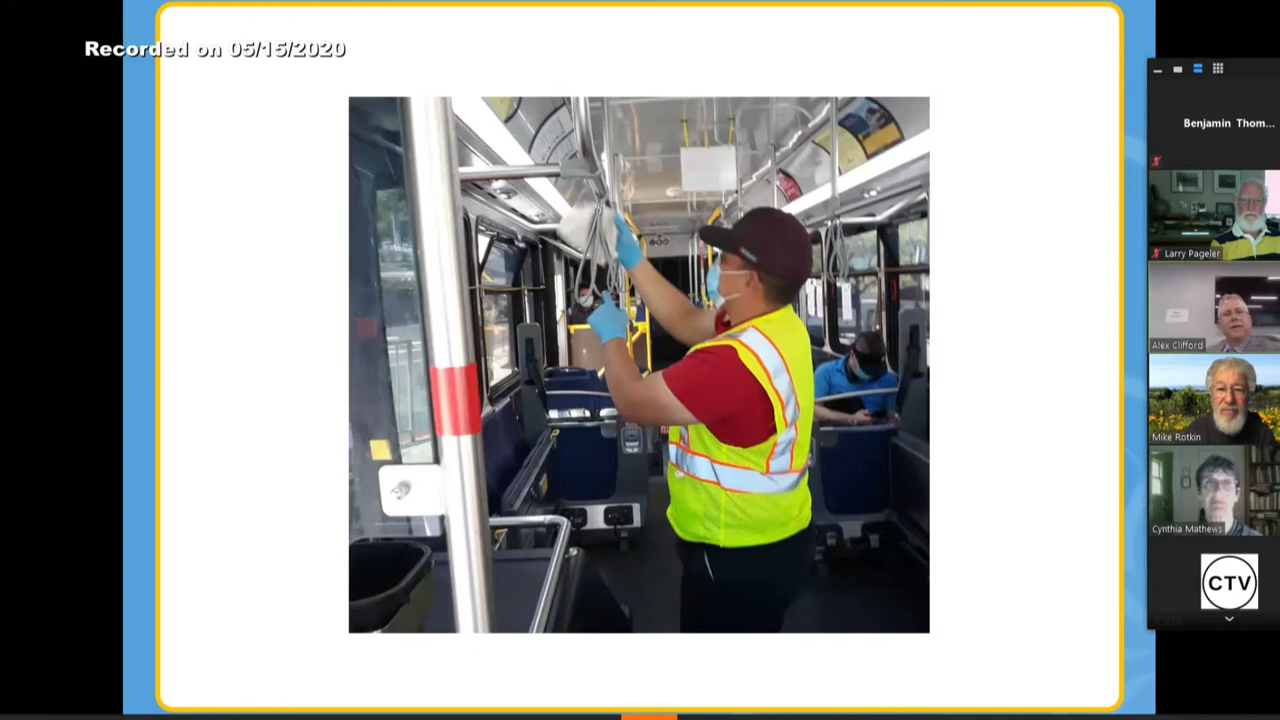 Recorded on 05/15/2020
Benjamin Thom...
Larry Pageler
Alex Clifford
Mike Rotkin
Cynthia Mathews
CTV